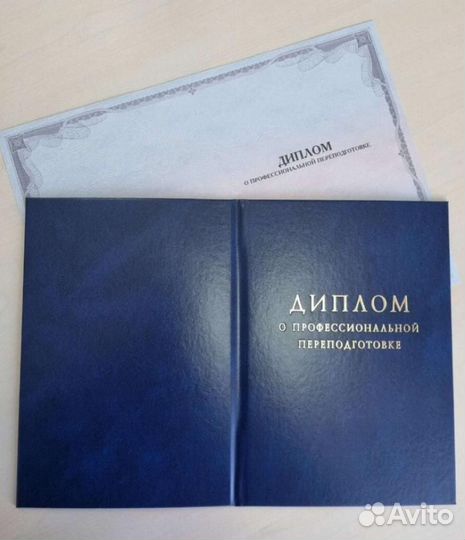 ДИПЛОМ
О ПРОФЕССИОНАЛЬНОЙ ПЕРЕПОДГОТОВКЕ
ДИПЛОМ
О ПРОФЕССИОНАЛЬНОЙ
ПЕРЕПОДГОТОВКЕ
Avito